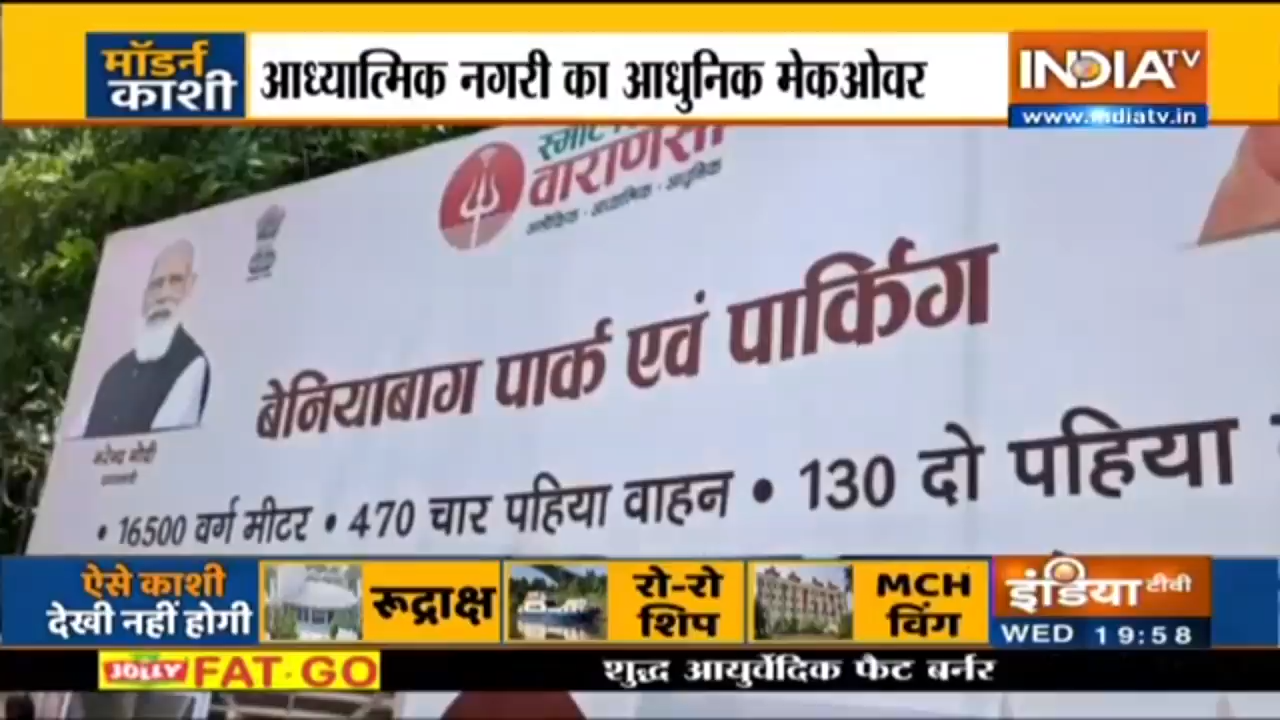 मॉडर्न
काशी
आध्यात्मिक नगरी का आधुनिक मेकओवर
INDIA TV
www.indiatv.in
स्मार्ट
वाराणसी
बेनियाबाग पार्क एवं पार्किंग
नरेन्द्र मोदी
• 16500 वर्ग मीटर • 470 चार पहिया वाहन • 130 दो पहिया
ऐसे काशी
देखी नहीं होगी
रूद्राक्ष
रो-रो
शिप
MCH
विंग
इंडिया टीवी
WED 19:58
JOLLY FAT-GO
शुद्ध आयुर्वेदिक फैट बर्नर